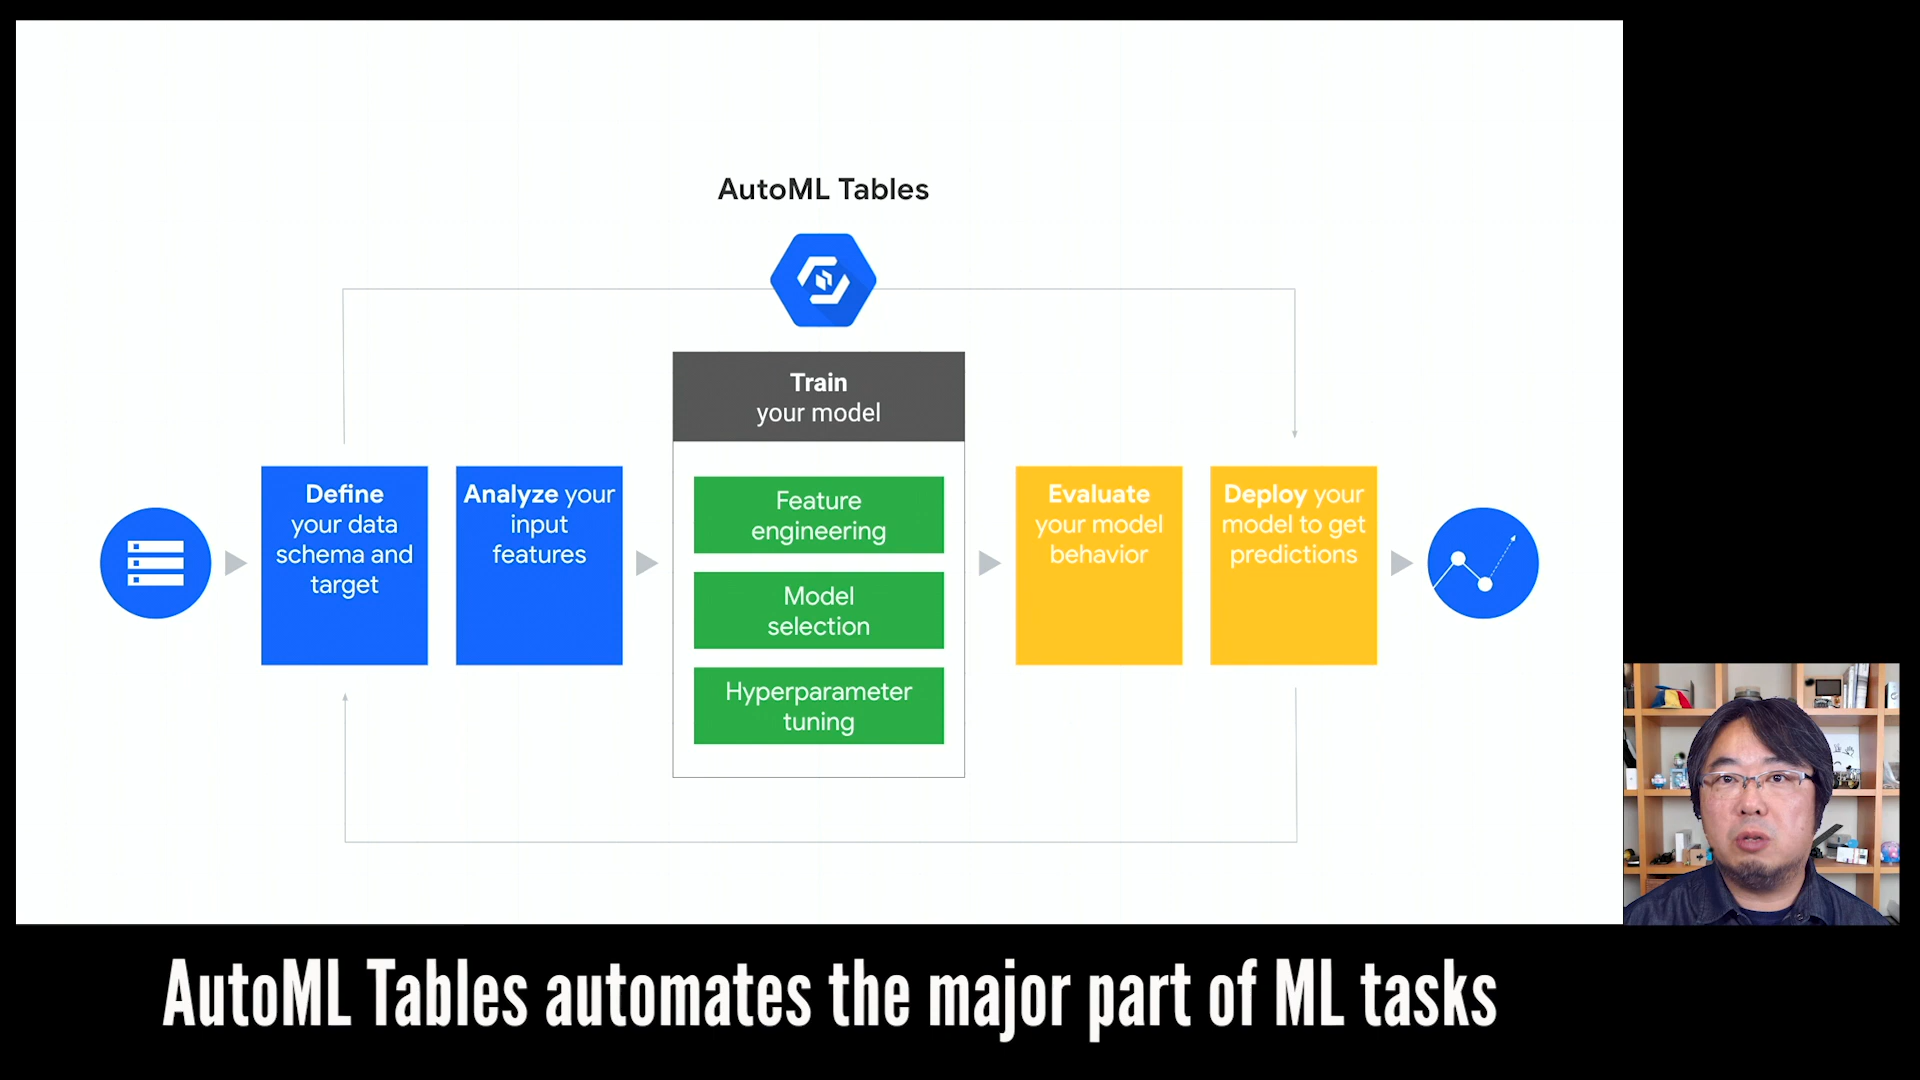 AutoML Tables
Train
your model
Define
your data
schema and
target
Analyze your
input
features
Feature
engineering
Model
selection
Hyperparameter
tuning
Evaluate
your model
behavior
Deploy your
model to get
predictions
AutoML Tables automates the major part of ML tasks